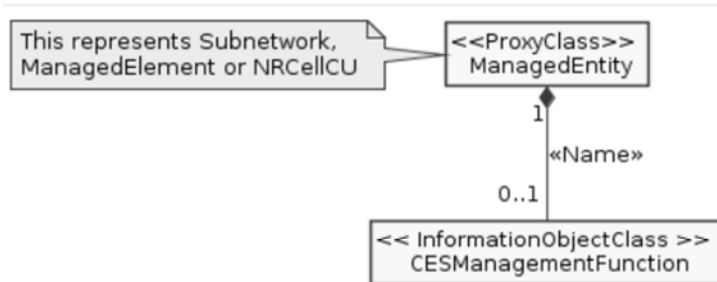 This represents Subnetwork,
ManagedElement or NRCellCU
<<ProxyClass>>
ManagedEntity
1
«Name»
0..1
<< InformationObjectClass >>
CESManagementFunction